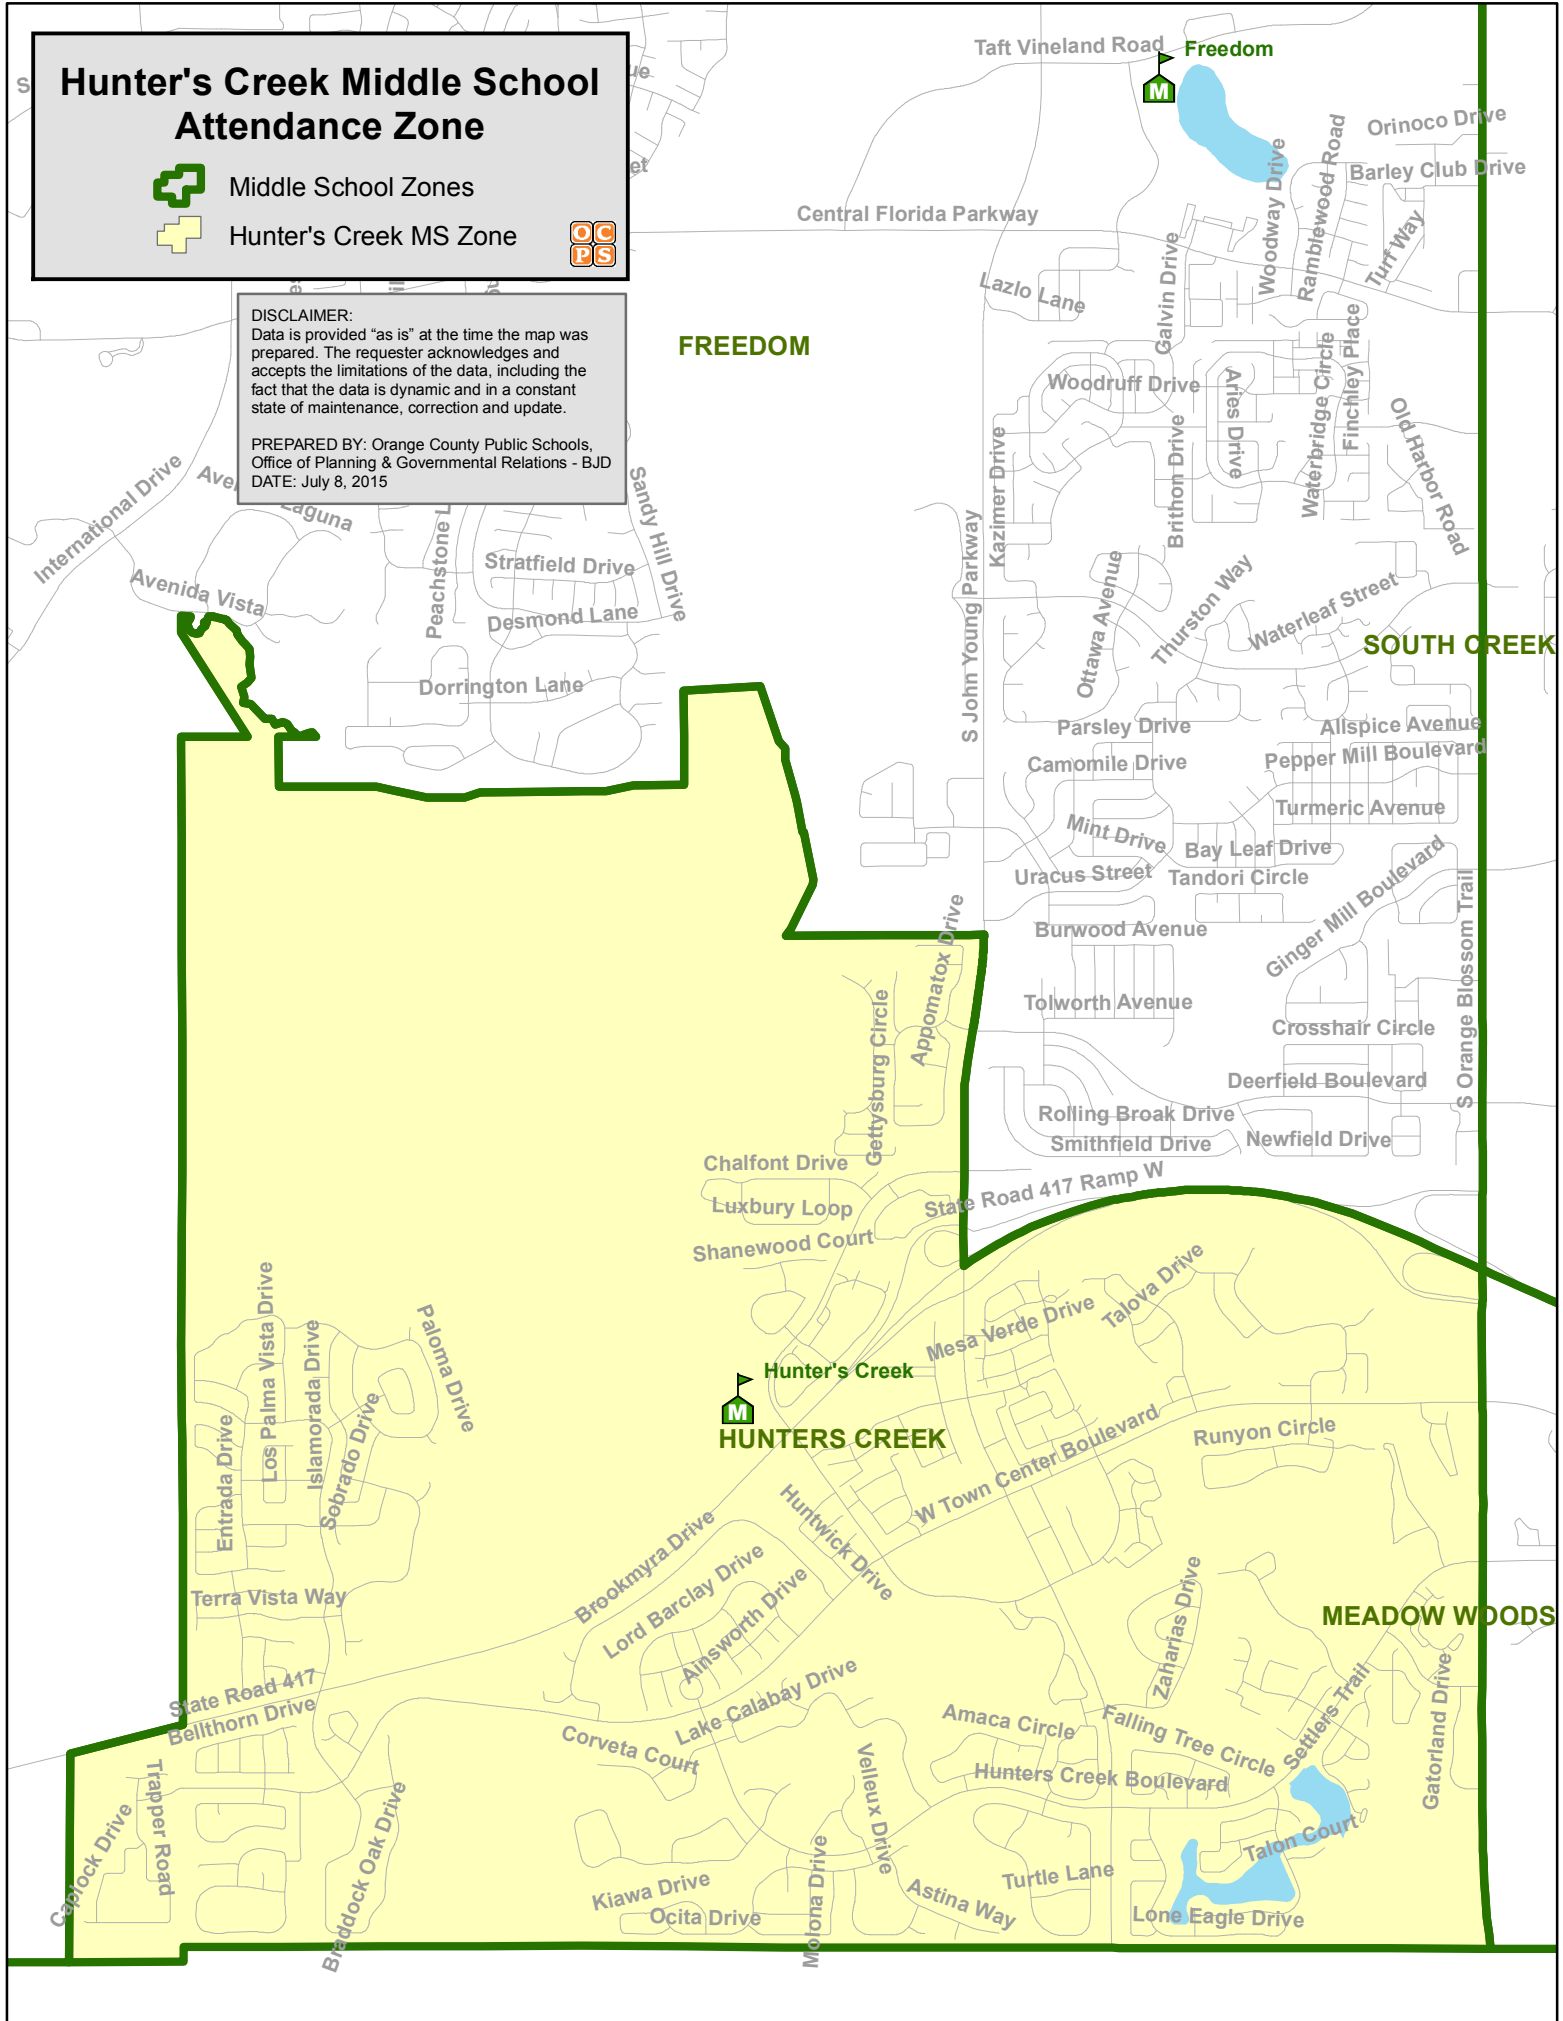 Hunter's Creek Middle School
Attendance Zone
Middle School Zones
Hunter's Creek MS Zone
OC
PS
DISCLAIMER:
Data is provided “as is” at the time the map was
prepared. The requester acknowledges and
accepts the limitations of the data, including the
fact that the data is dynamic and in a constant
state of maintenance, correction and update.
PREPARED BY: Orange County Public Schools,
Office of Planning & Governmental Relations - BJD
DATE: July 8, 2015
Taft Vineland Road
Freedom
M
Orinoco Drive
Barley Club Drive
Woodway Drive
Ramblewood Road
Turf Way
Central Florida Parkway
Lazlo Lane
Galvin Drive
FREEDOM
Woodruff Drive
Aries Drive
Waterbridge Circle
Finchley Place
Old Harbor Road
Kazimer Drive
Brithon Drive
International Drive
Laguna
Sandy Hill Drive
Stratfield Drive
Peachstone
Avenida Vista
Desmond Lane
S John Young Parkway
Ottawa Avenue
Thurston Way
Waterleaf Street
SOUTH CREEK
Dorrington Lane
Parsley Drive
Allspice Avenue
Camomile Drive
Pepper Mill Boulevard
Turmeric Avenue
Mint Drive
Bay Leaf Drive
Uracus Street
Tandori Circle
Ginger Mill Boulevard
Burwood Avenue
S Orange Blossom Trail
Appomatox Drive
Tolworth Avenue
Gettysburg Circle
Crosshair Circle
Deerfield Boulevard
Rolling Broak Drive
Smithfield Drive
Newfield Drive
Chalfont Drive
State Road 417 Ramp W
Luxbury Loop
Shanewood Court
Los Palma Vista Drive
Islamorada Drive
Paloma Drive
Talova Drive
Mesa Verde Drive
Hunter's Creek
M
HUNTERS CREEK
Entrada Drive
Sobrado Drive
W Town Center Boulevard
Runyon Circle
Huntwick Drive
Brookmyra Drive
Lord Barclay Drive
Ainsworth Drive
Terra Vista Way
Zaharias Drive
MEADOW WOODS
State Road 417
Bellthorn Drive
Lake Calabay Drive
Corveta Court
Amaca Circle
Falling Tree Circle
Settlers Trail
Gatorland Drive
Hunters Creek Boulevard
Trapper Road
Caplock Drive
Braddock Oak Drive
Velleux Drive
Talon Court
Turtle Lane
Kiawa Drive
Ocita Drive
Molona Drive
Astina Way
Lone Eagle Drive